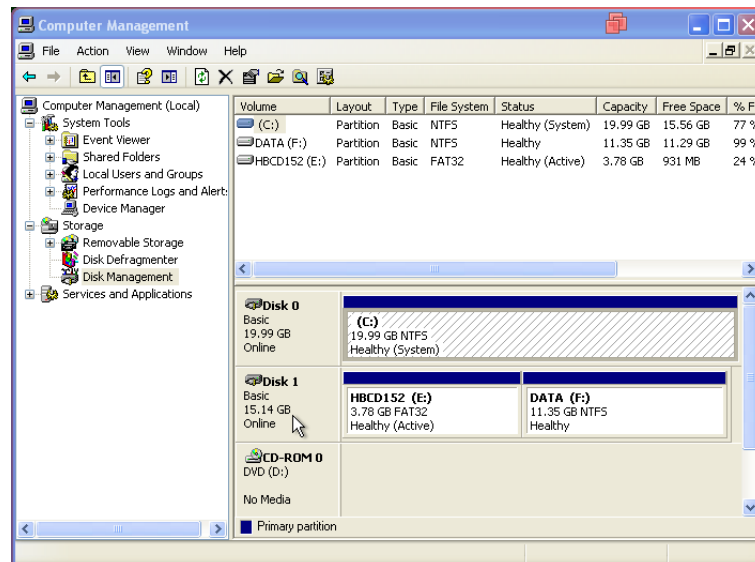 Computer Management
File Action View Window Help
Computer Management (Local)
System Tools
Event Viewer
Shared Folders
Local Users and Groups
Performance Logs and Alert
Device Manager
Storage
Removable Storage
Disk Defragmenter
Disk Management
Services and Applications
Volume Layout Type File System Status Capacity Free Space % F
(C:) Partition Basic NTFS Healthy (System) 19.99 GB 15.56 GB 77 %
DATA (F:) Partition Basic NTFS Healthy 11.35 GB 11.29 GB 99 %
HBCD152 (E:) Partition Basic FAT32 Healthy (Active) 3.78 GB 931 MB 24 %
Disk 0
Basic
19.99 GB
Online
(C:)
19.99 GB NTFS
Healthy (System)
Disk 1
Basic
15.14 GB
Online
HBCD152 (E:)
3.78 GB FAT32
Healthy (Active)
DATA (F:)
11.35 GB NTFS
Healthy
CD-ROM 0
DVD (D:)
No Media
Primary partition